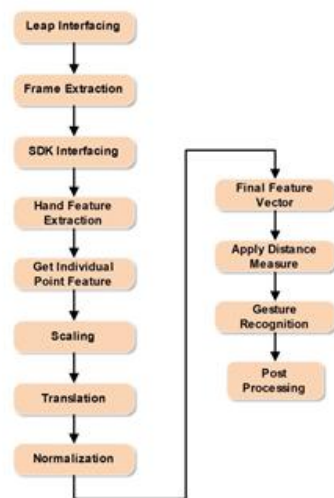 Leap Interfacing
Frame Extraction
SDK Interfacing
Hand Feature
Extraction
Get Individual
Point Feature
Scaling
Translation
Normalization
Final Feature
Vector
Apply Distance
Measure
Gesture
Recognition
Post
Processing